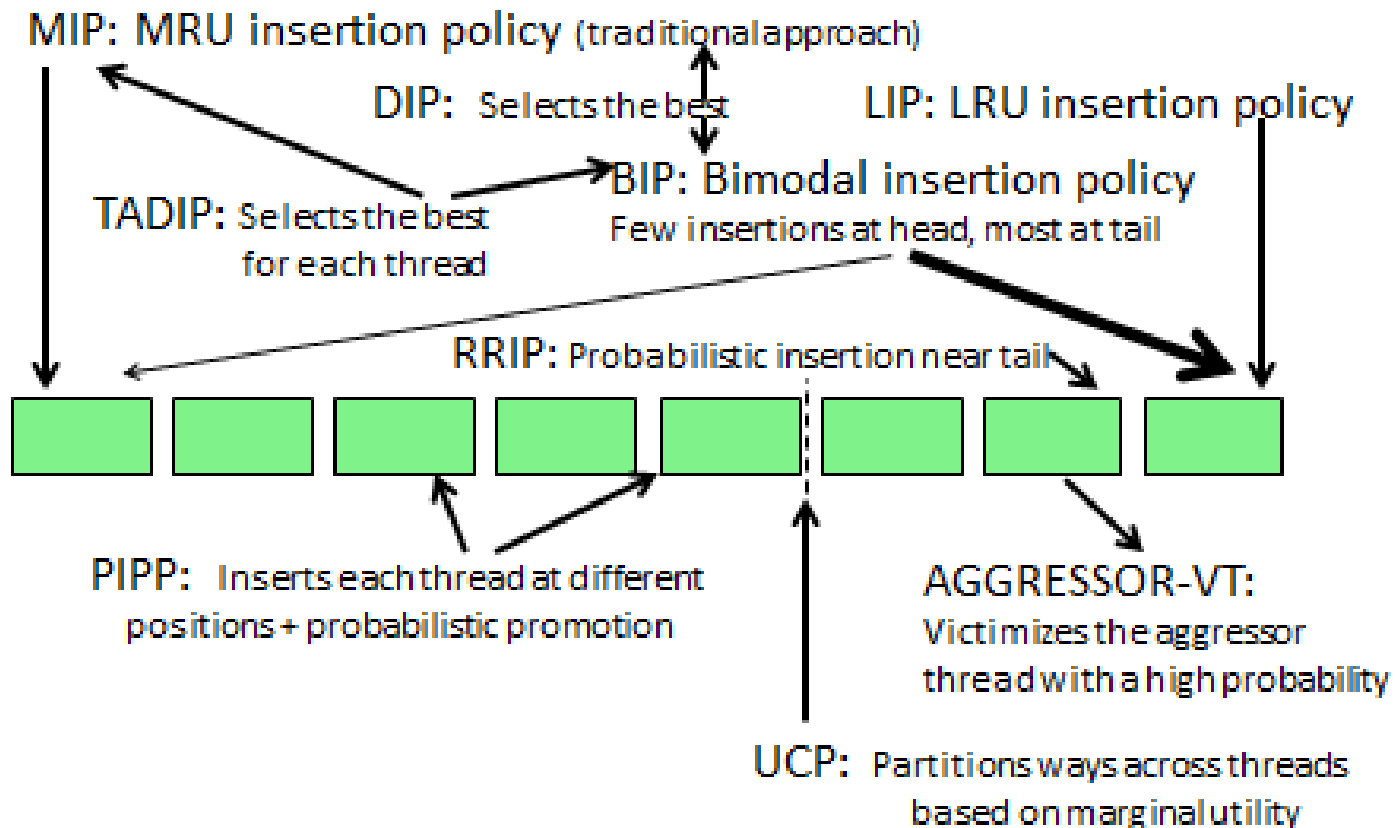 MIP: MRU insertion policy (traditional approach)
DIP: Selects the best
LIP: LRU insertion policy
BIP: Bimodal insertion policy
Few insertions at head, most at tail
TADIP: Selects the best
for each thread
RRIP: Probabilistic insertion near tail
PIPP: Inserts each thread at different
positions + probabilistic promotion
AGGRESSOR-VT:
Victimizes the aggressor
thread with a high probability
UCP: Partitions ways across threads
based on marginal utility